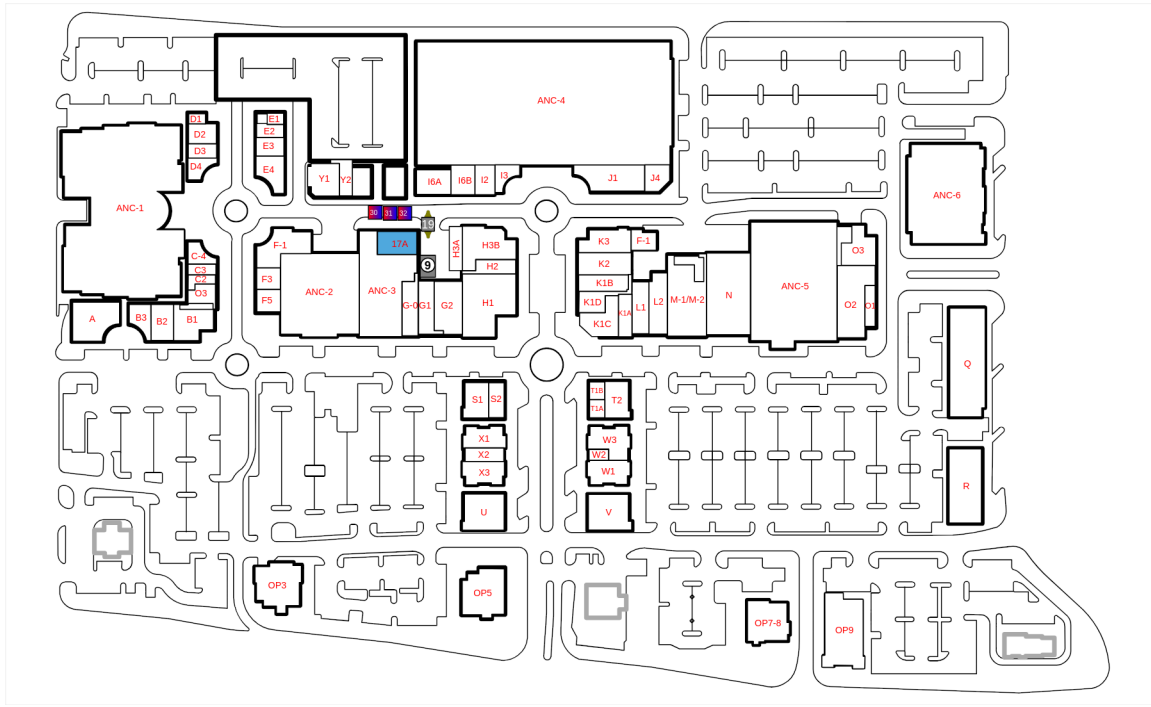 ANC-4
D1
E1
D2
E2
D3
E3
D4
E4
Y1
Y2
I6A
I6B
I2
I3
J1
J4
ANC-6
ANC-1
30
31
32
19
F-1
17A
H3A
H3B
K3
F-1
O3
C-4
C3
C2
O3
F3
F5
ANC-2
ANC-3
9
H2
K2
K1B
G-0
G1
G2
H1
K1D
K1A
K1C
L1
L2
M-1/M-2
N
ANC-5
O2
O1
A
B3
B2
B1
Q
S1
S2
T1B
T1A
T2
X1
X2
X3
W3
W2
W1
R
U
V
OP3
OP5
OP7-8
OP9